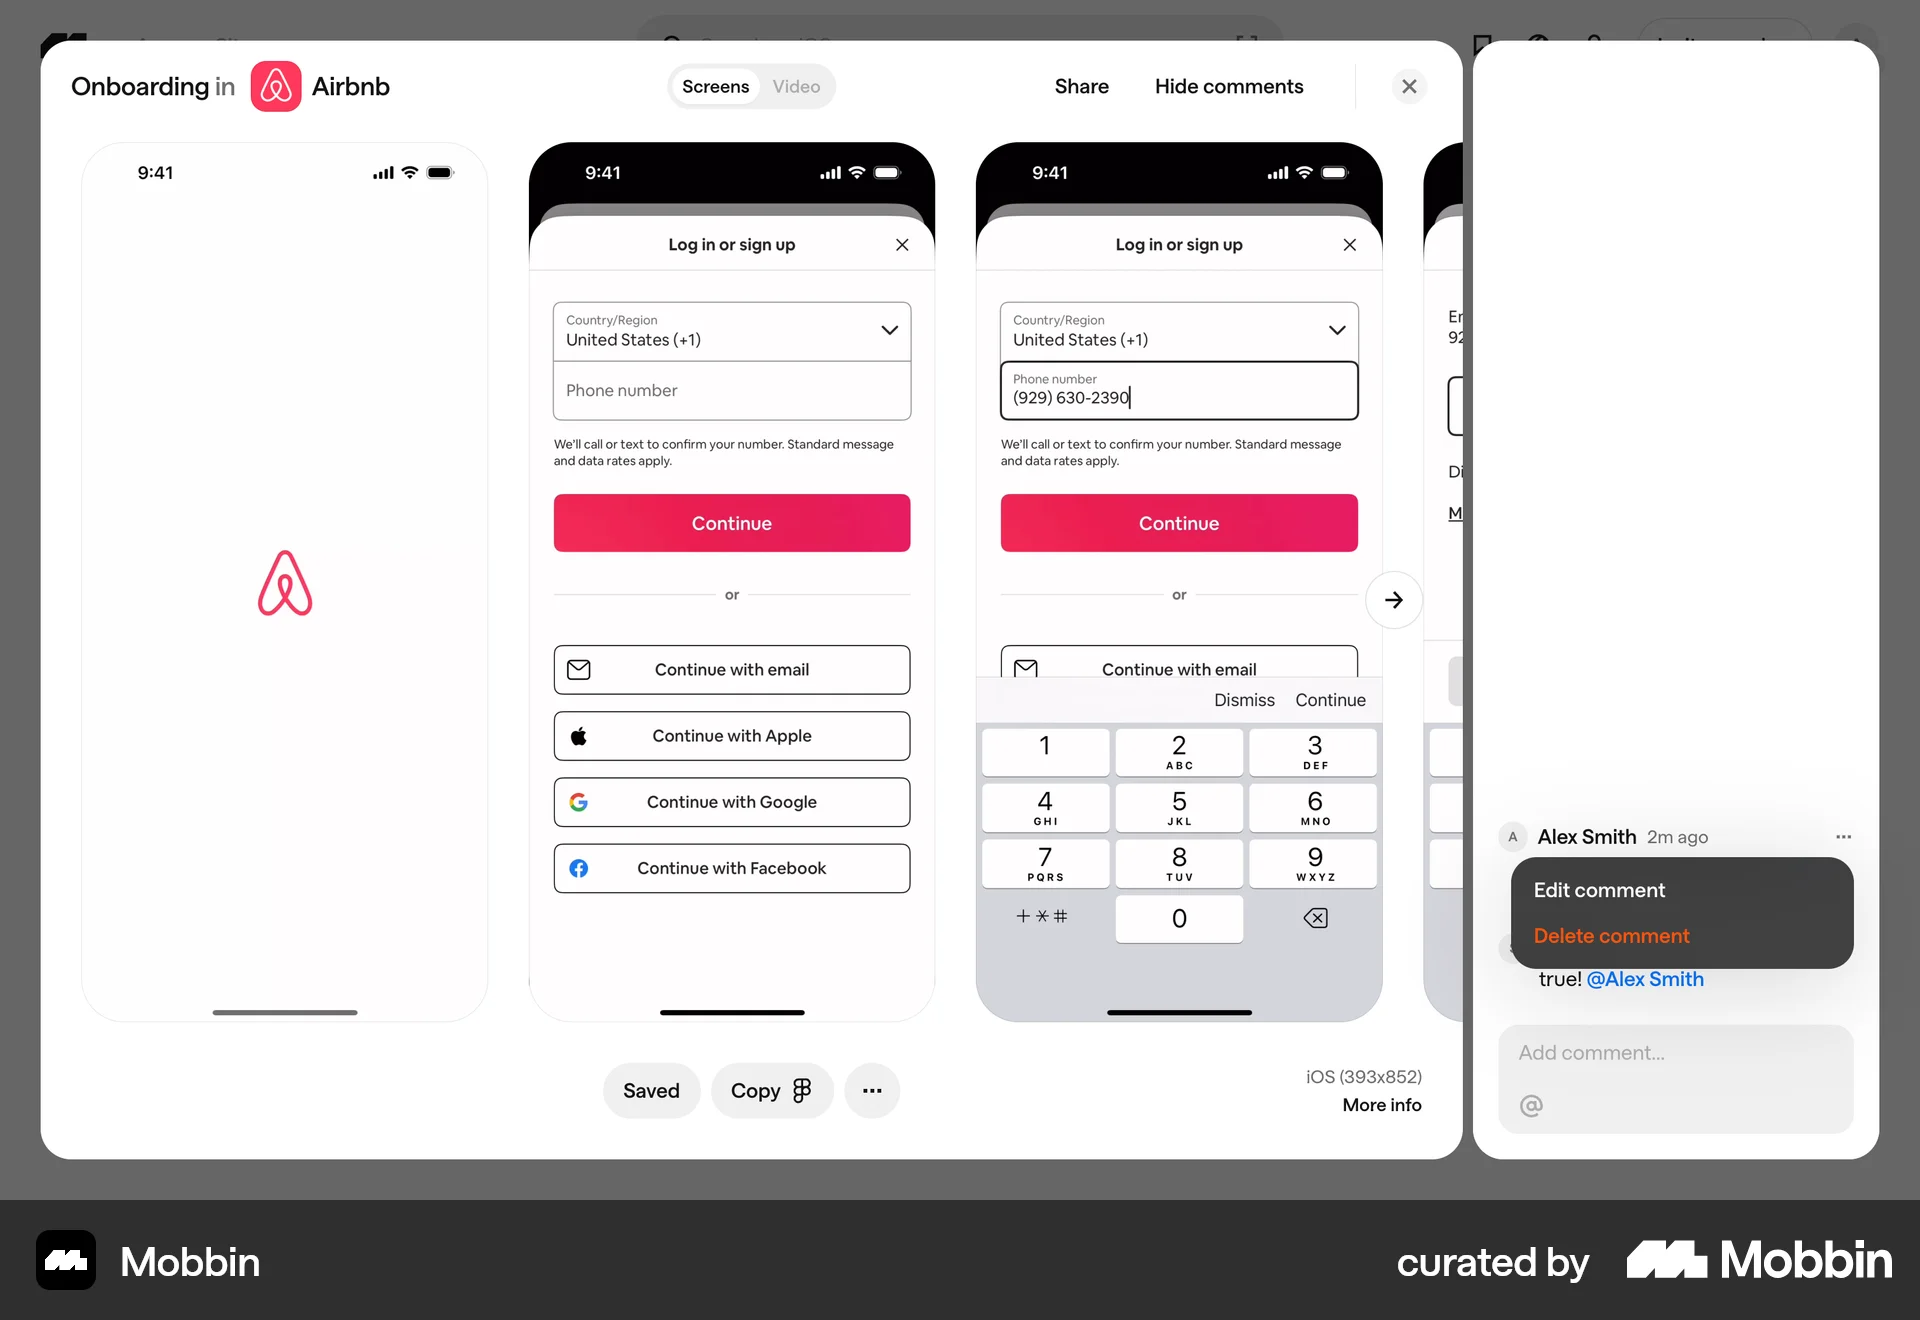 Onboarding in Airbnb
Screens
Video
Share
Hide comments
9:41
9:41
Log in or sign up
Country/Region
United States (+1)
Phone number
We'll call or text to confirm your number. Standard message
and data rates apply.
Continue
or
Continue with email
Continue with Apple
Continue with Google
Continue with Facebook
9:41
Log in or sign up
Country/Region
United States (+1)
Phone number
(929) 630-2390
We'll call or text to confirm your number. Standard message
and data rates apply.
Continue
or
Continue with email
Dismiss
Continue
1
2
ABC
3
DEF
4
GHI
5
JKL
6
MNO
7
PQRS
8
TUV
9
WXYZ
+*#
0
A
Alex Smith 2m ago
Edit comment
Delete comment
true! @Alex Smith
Add comment...
@
Saved
Copy
iOS (393x852)
More info
Mobbin
curated by Mobbin